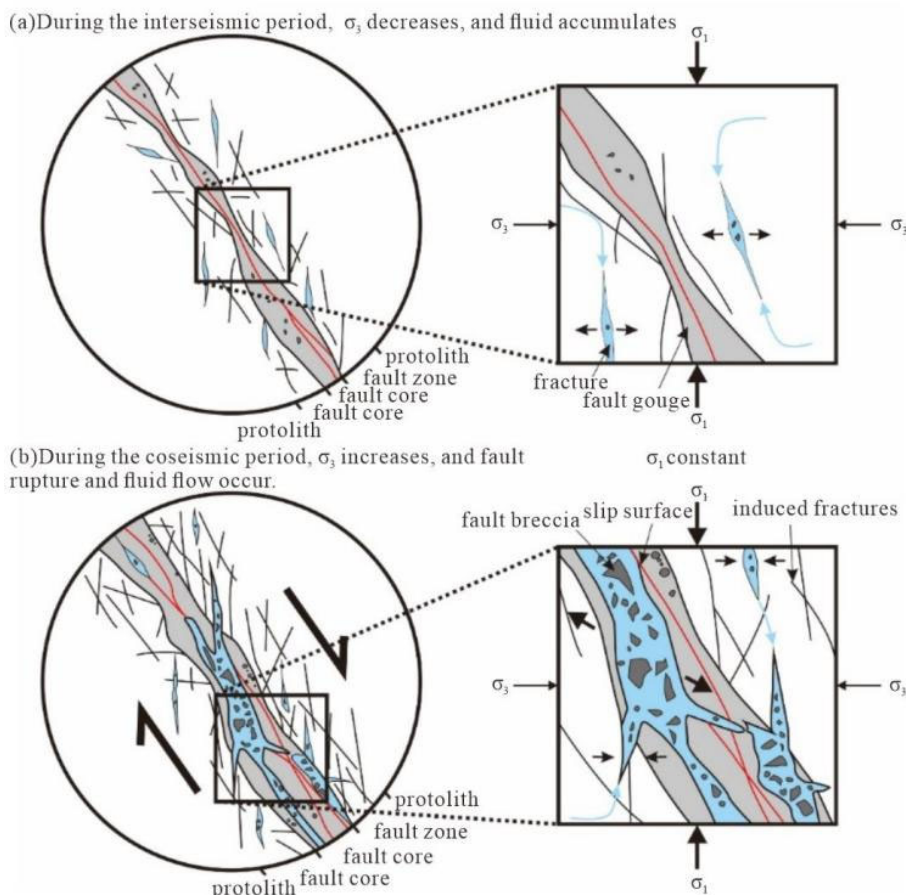 (a)During the interseismic period, σ₃ decreases, and fluid accumulates
σ₁
σ₃
σ₃
protolith
fault zone
fault core
fault core
protolith
fracture
fault gouge
σ₁
(b)During the coseismic period, σ₃ increases, and fault
rupture and fluid flow occur.
σ₁ constant
σ₁
fault breccia
slip surface
induced fractures
σ₃
σ₃
protolith
fault zone
fault core
fault core
protolith
σ₁